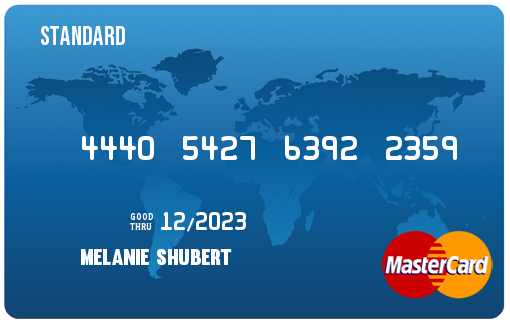 STANDARD
4440 5427 6392 2359
GOOD
THRU 12/2023
MELANIE SHUBERT
MasterCard